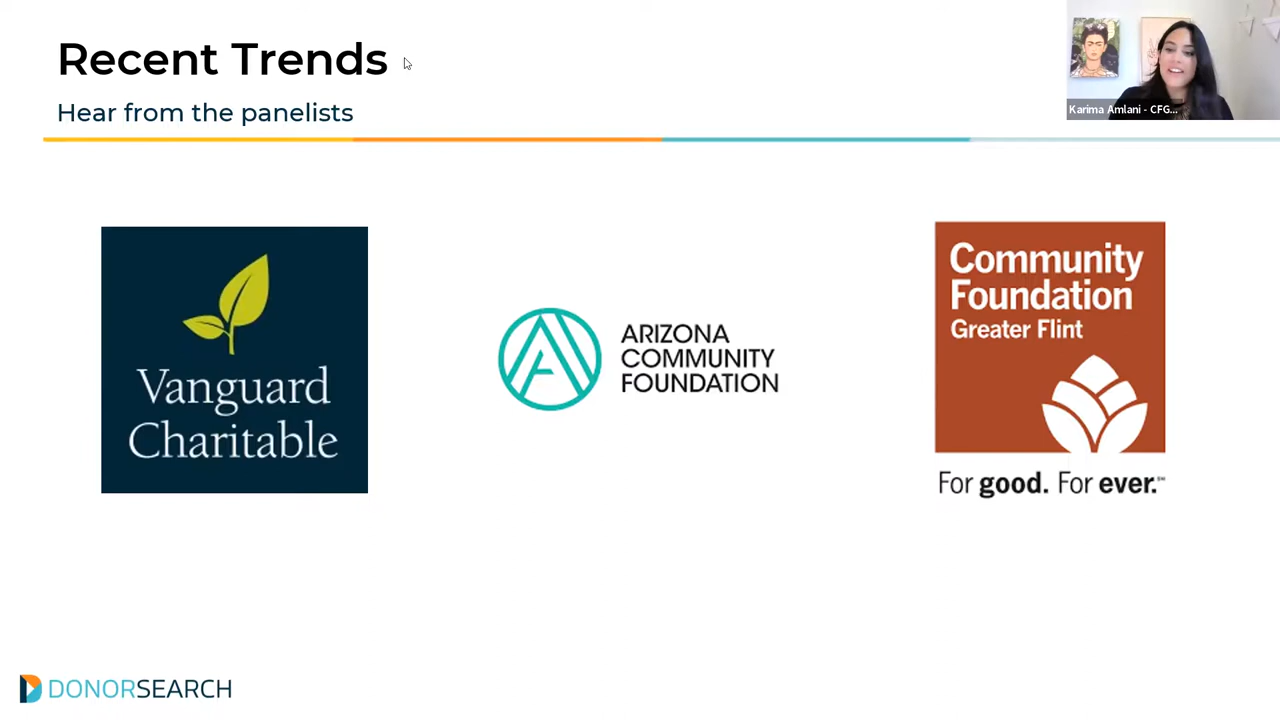 Recent Trends
Hear from the panelists
Karima Amlani - CFG...
Vanguard
Charitable
ARIZONA
COMMUNITY
FOUNDATION
Community
Foundation
Greater Flint
For good. For ever.℠
DONORSEARCH